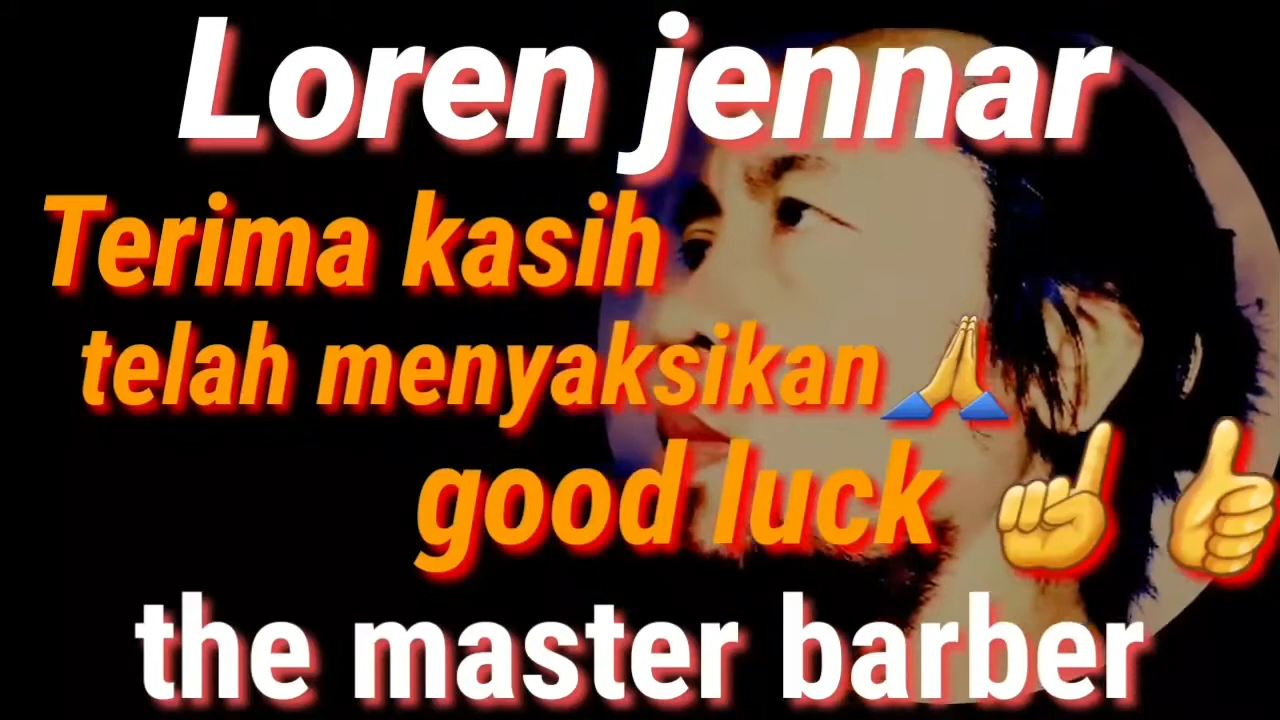 Loren jennar
Terima kasih
telah menyaksikan 🙏
good luck ☝️👍
the master barber